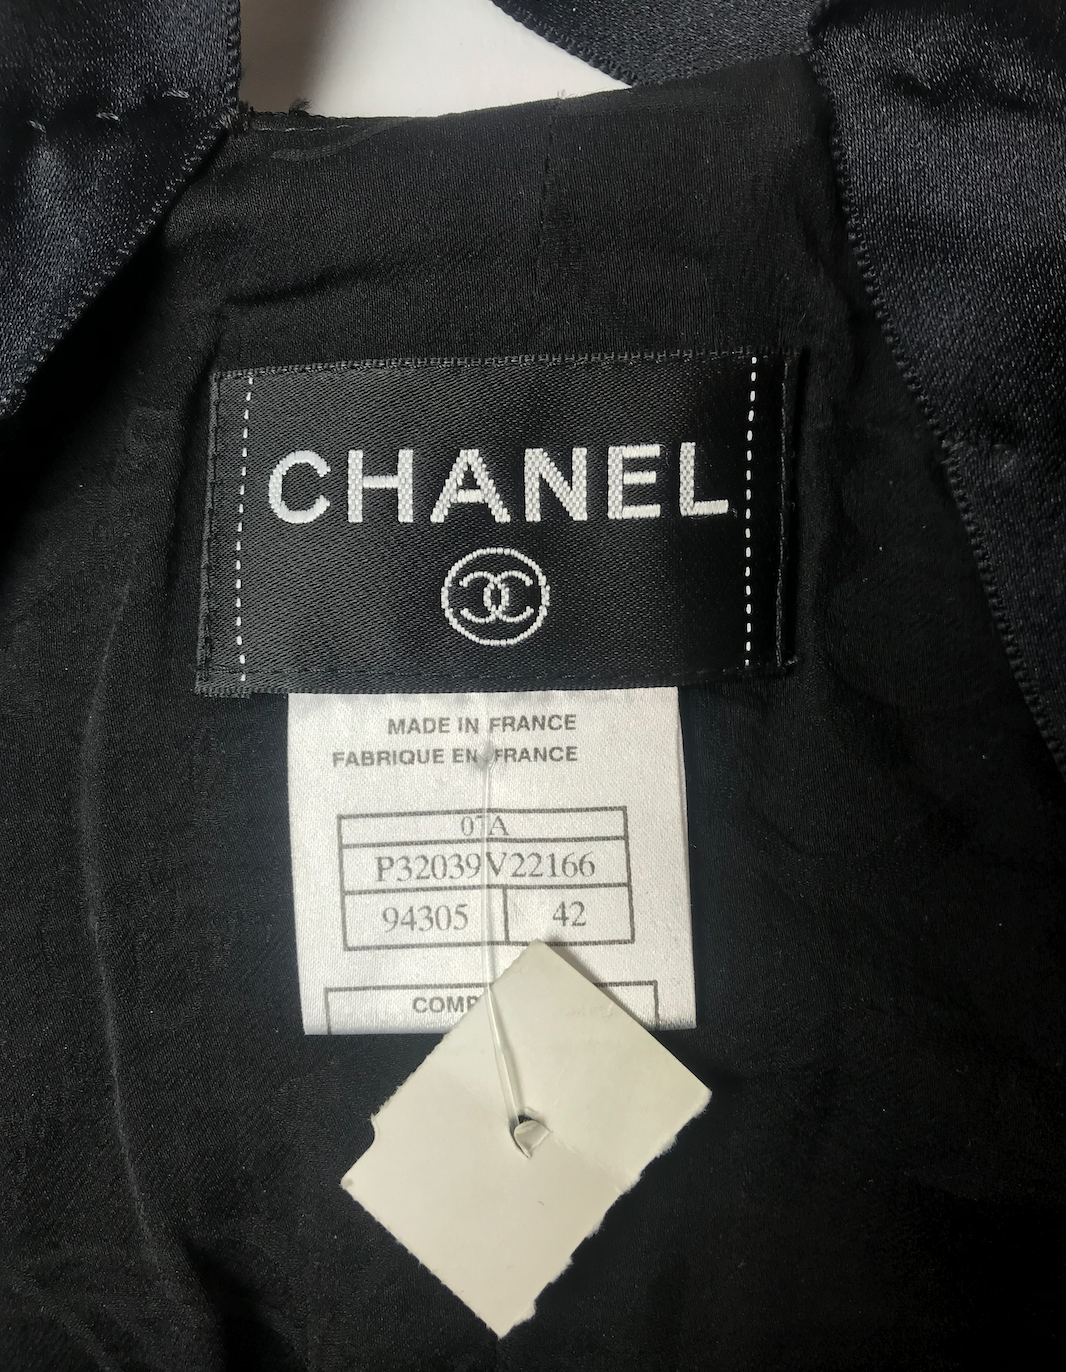 CHANEL
MADE IN FRANCE
FABRIQUE EN FRANCE
07A
P32039V22166
94305 42